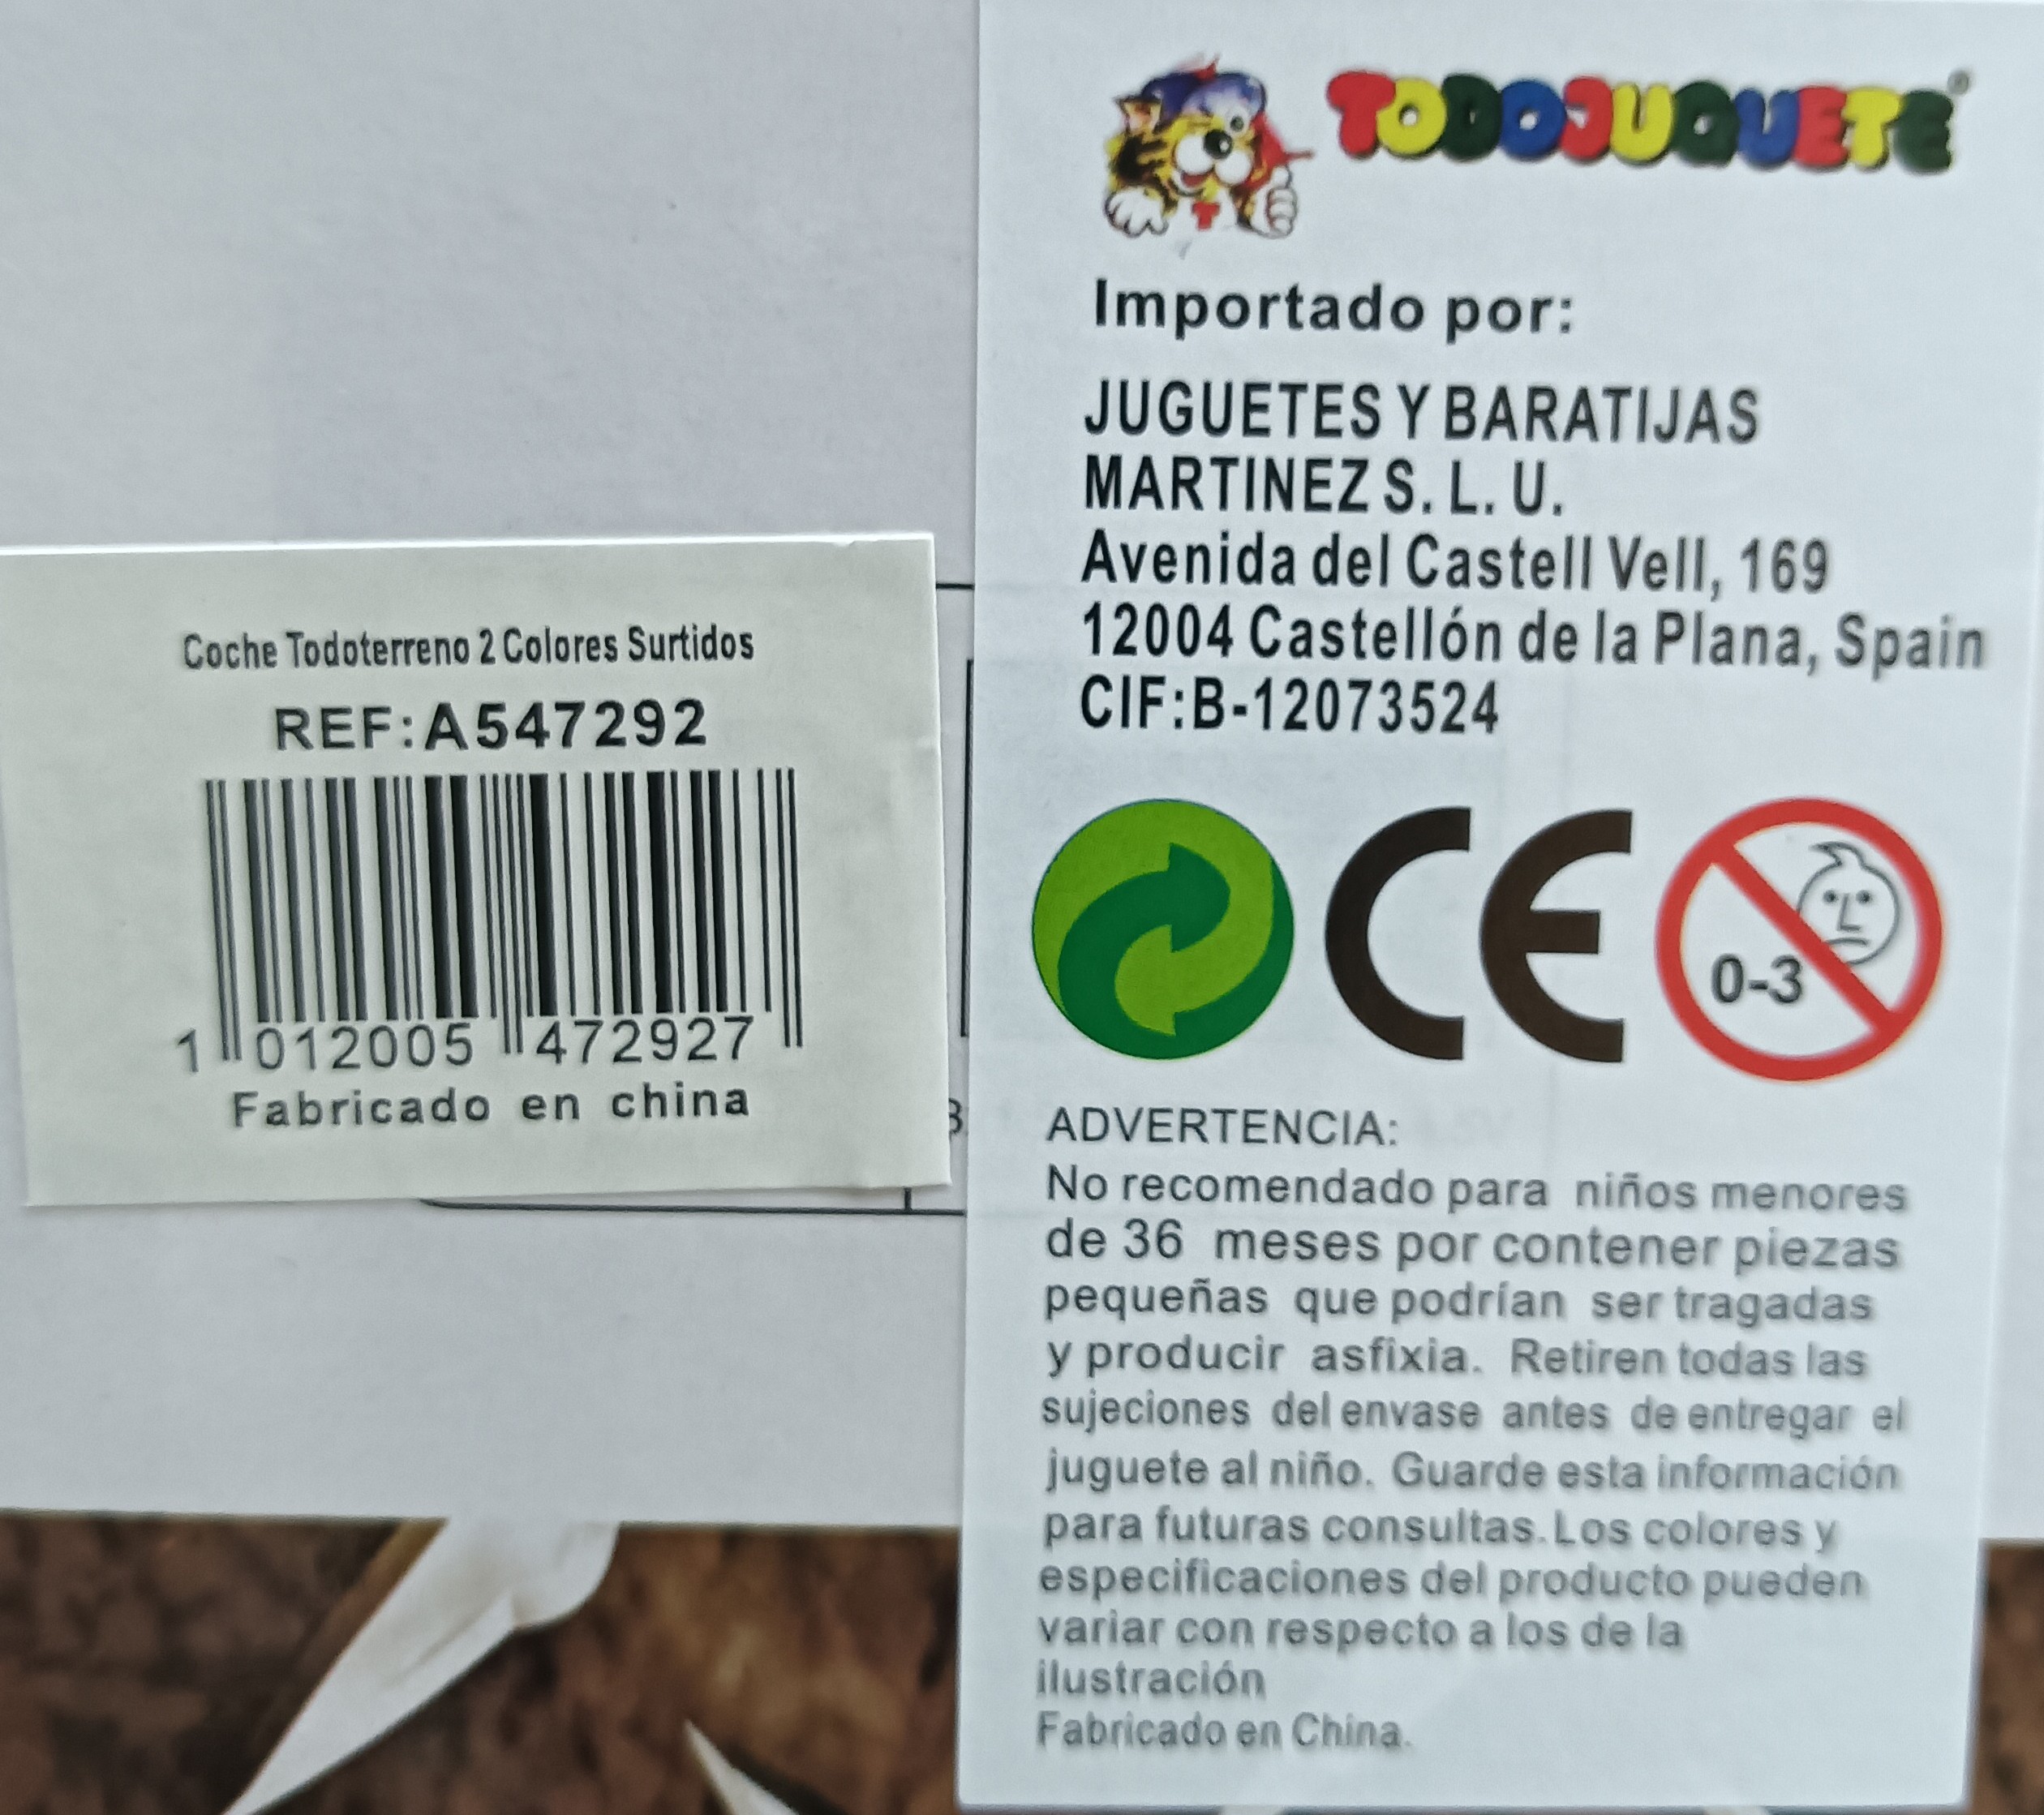 Coche Todoterreno 2 Colores Surtidos
REF:A547292
1 012005 472927
Fabricado en china
TODOJUQUETE®
Importado por:
JUGUETES Y BARATIJAS
MARTINEZ S. L. U.
Avenida del Castell Vell, 169
12004 Castellón de la Plana, Spain
CIF:B-12073524
CE
0-3
ADVERTENCIA:
No recomendado para niños menores
de 36 meses por contener piezas
pequeñas que podrían ser tragadas
y producir asfixia. Retiren todas las
sujeciones del envase antes de entregar el
juguete al niño. Guarde esta información
para futuras consultas. Los colores y
especificaciones del producto pueden
variar con respecto a los de la
ilustración
Fabricado en China.